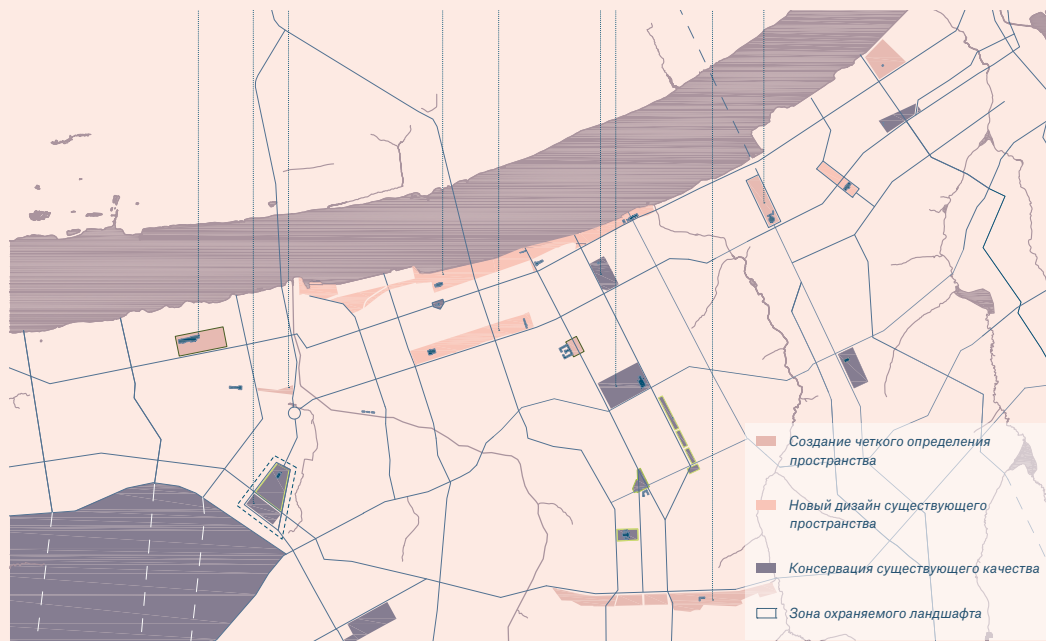 Создание четкого определения
пространства
Новый дизайн существующего
пространства
Консервация существующего качества
Зона охраняемого ландшафта